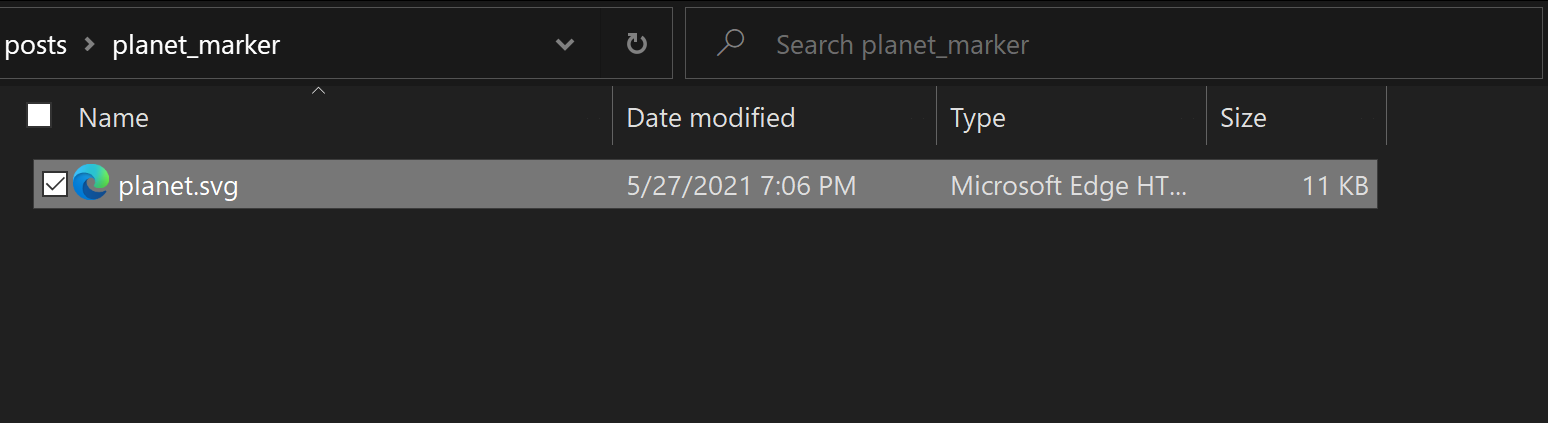 posts > planet_marker Search planet_marker
Name Date modified Type Size
planet.svg 5/27/2021 7:06 PM Microsoft Edge HT... 11 KB